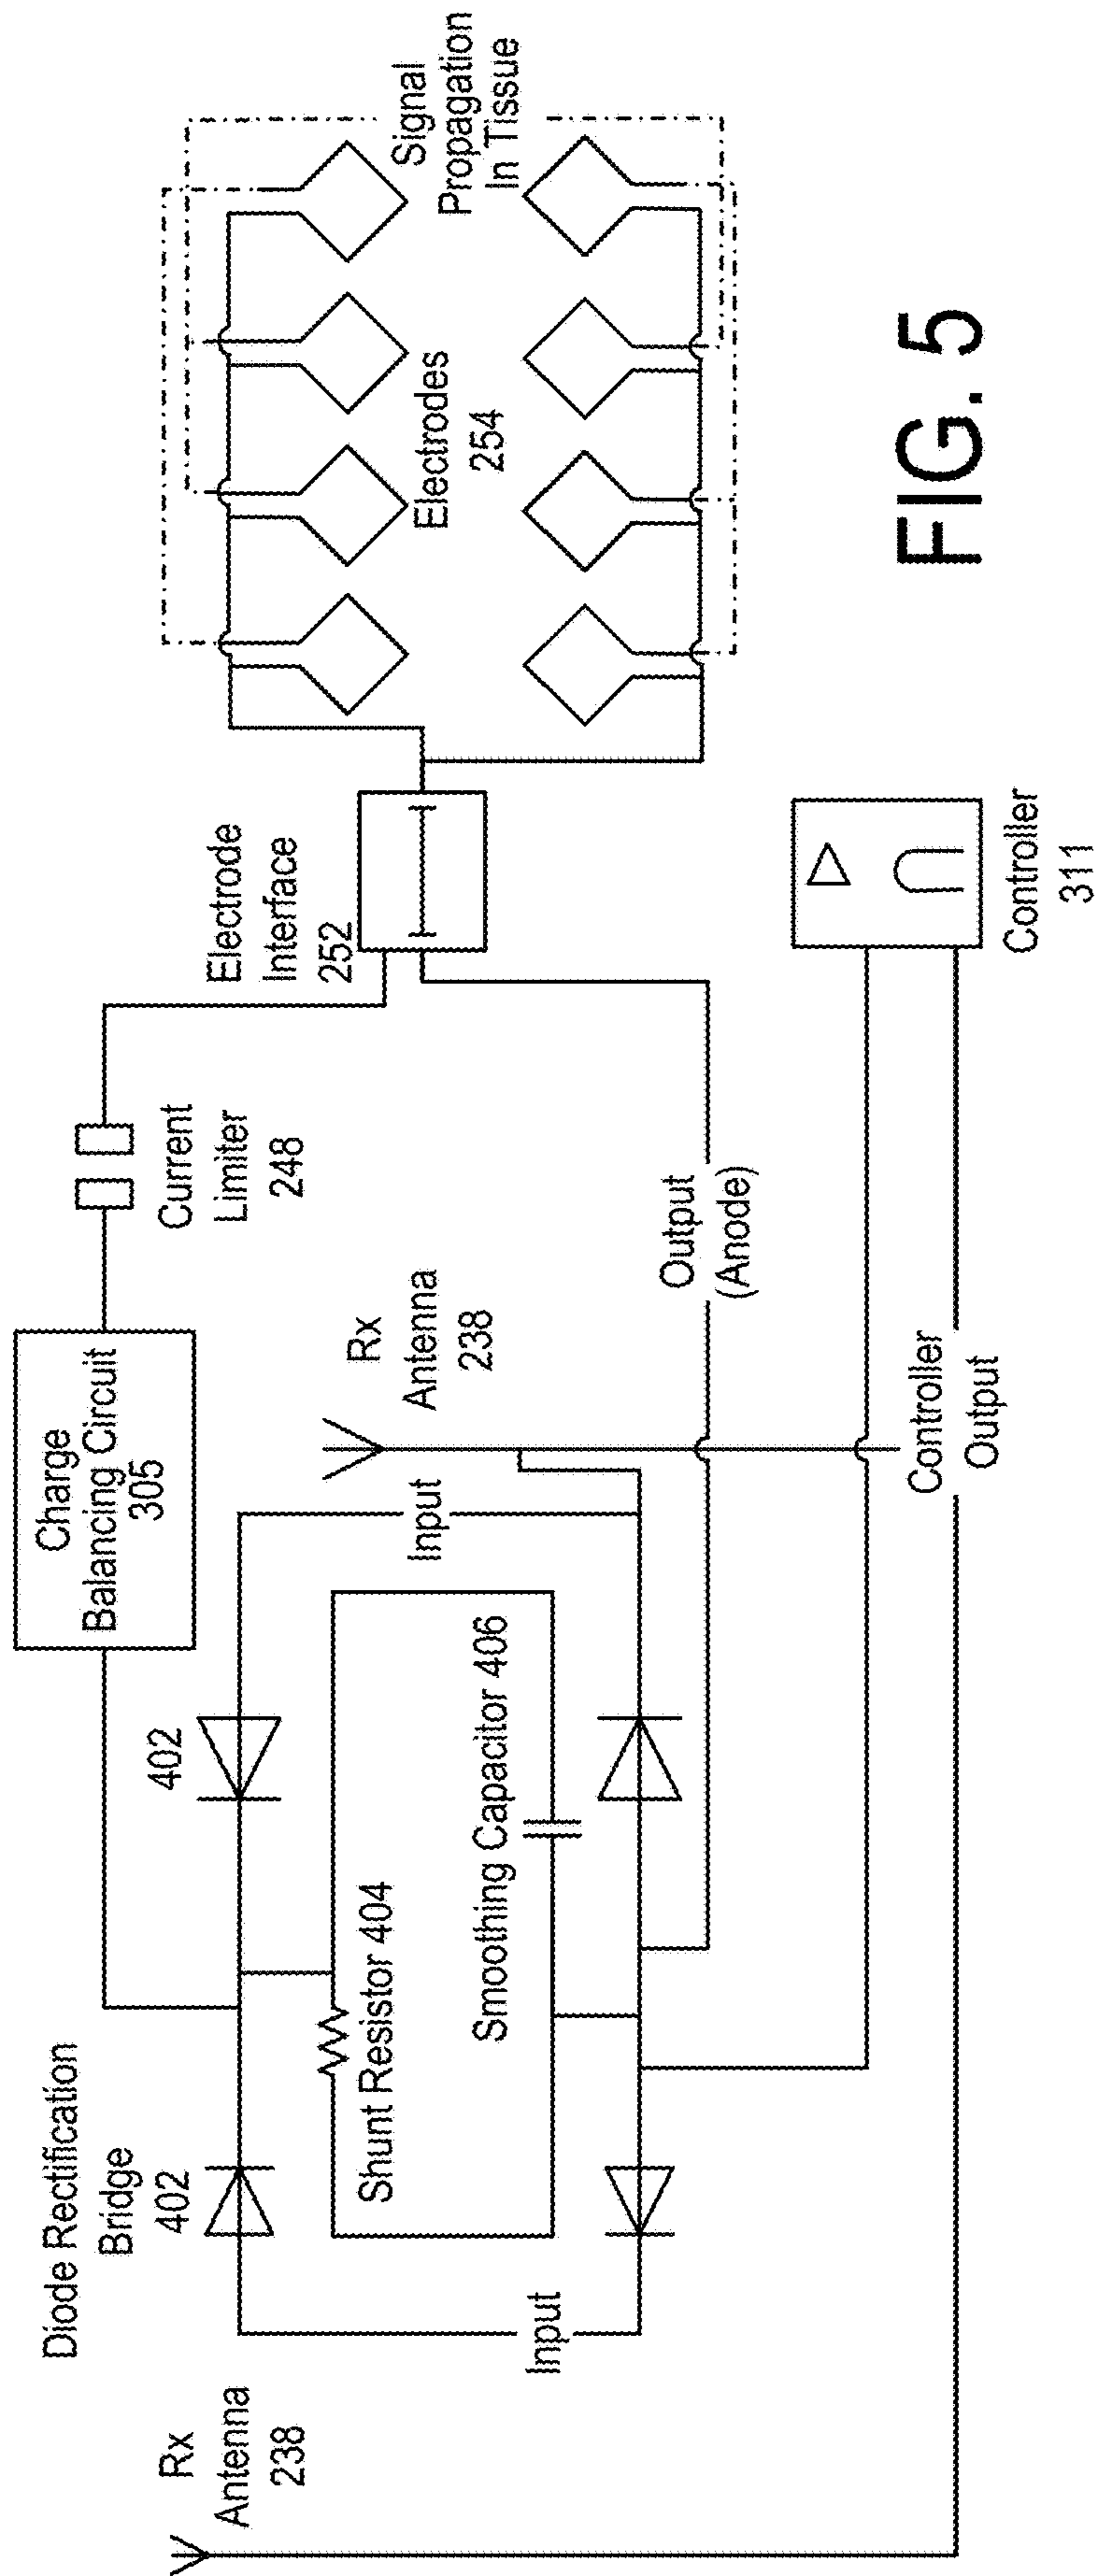 Rx
Antenna
238
Diode Rectification
Bridge
402
Input
Shunt Resistor 404
Smoothing Capacitor 406
402
Charge
Balancing Circuit
305
Input
Rx
Antenna
238
Current
Limiter
248
Output
(Anode)
Controller
Output
Electrode
Interface
252
Controller
311
Electrodes
254
Signal
Propagation
In Tissue
FIG. 5